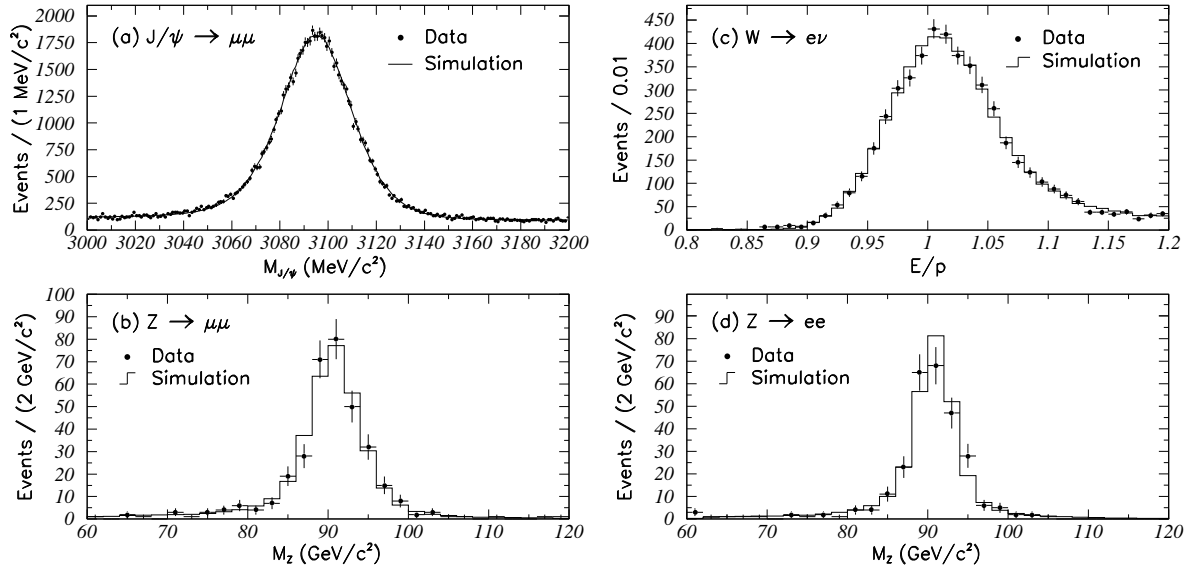 (a) J/ψ → μμ
Data
Simulation
Events / (1 MeV/c²)
2000
1750
1500
1250
1000
750
500
250
0
3000 3020 3040 3060 3080 3100 3120 3140 3160 3180 3200
M_J/ψ (MeV/c²)
(c) W → eν
Data
Simulation
Events / 0.01
450
400
350
300
250
200
150
100
50
0
0.8 0.85 0.9 0.95 1 1.05 1.1 1.15 1.2
E/p
(b) Z → μμ
Data
Simulation
Events / (2 GeV/c²)
100
90
80
70
60
50
40
30
20
10
0
60 70 80 90 100 110 120
M_Z (GeV/c²)
(d) Z → ee
Data
Simulation
Events / (2 GeV/c²)
90
80
70
60
50
40
30
20
10
0
60 70 80 90 100 110 120
M_Z (GeV/c²)